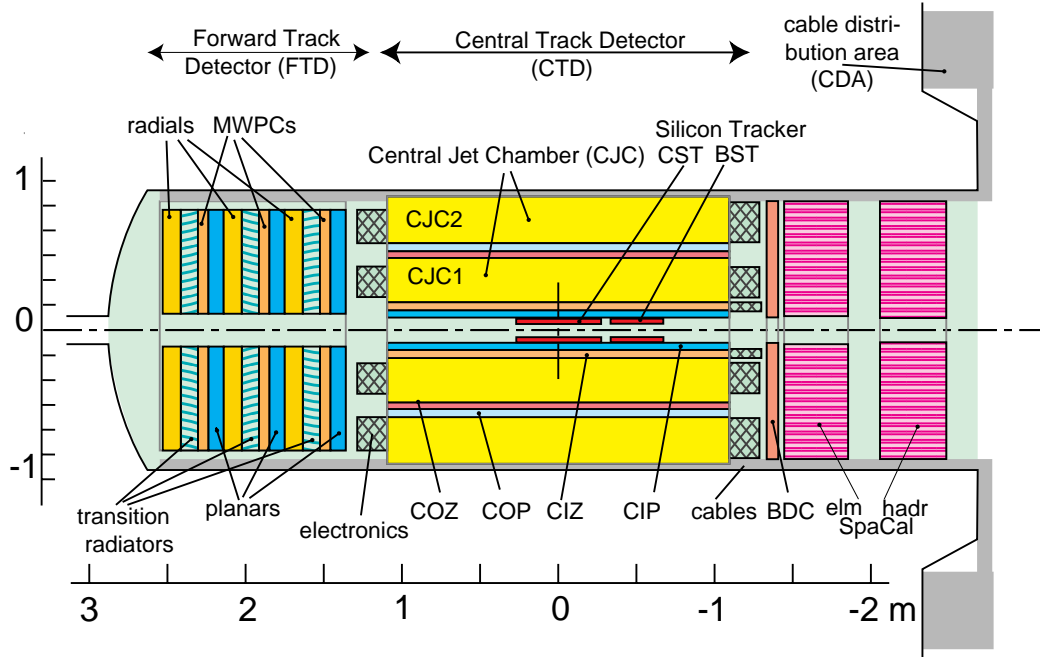 Forward Track
Detector (FTD)
Central Track Detector
(CTD)
cable distri-
bution area
(CDA)
radials
MWPCs
Silicon Tracker
Central Jet Chamber (CJC)
CST
BST
1
CJC2
CJC1
0
-1
transition
radiators
planars
electronics
COZ
COP
CIZ
CIP
cables
BDC
elm
hadr
SpaCal
3
2
1
0
-1
-2 m